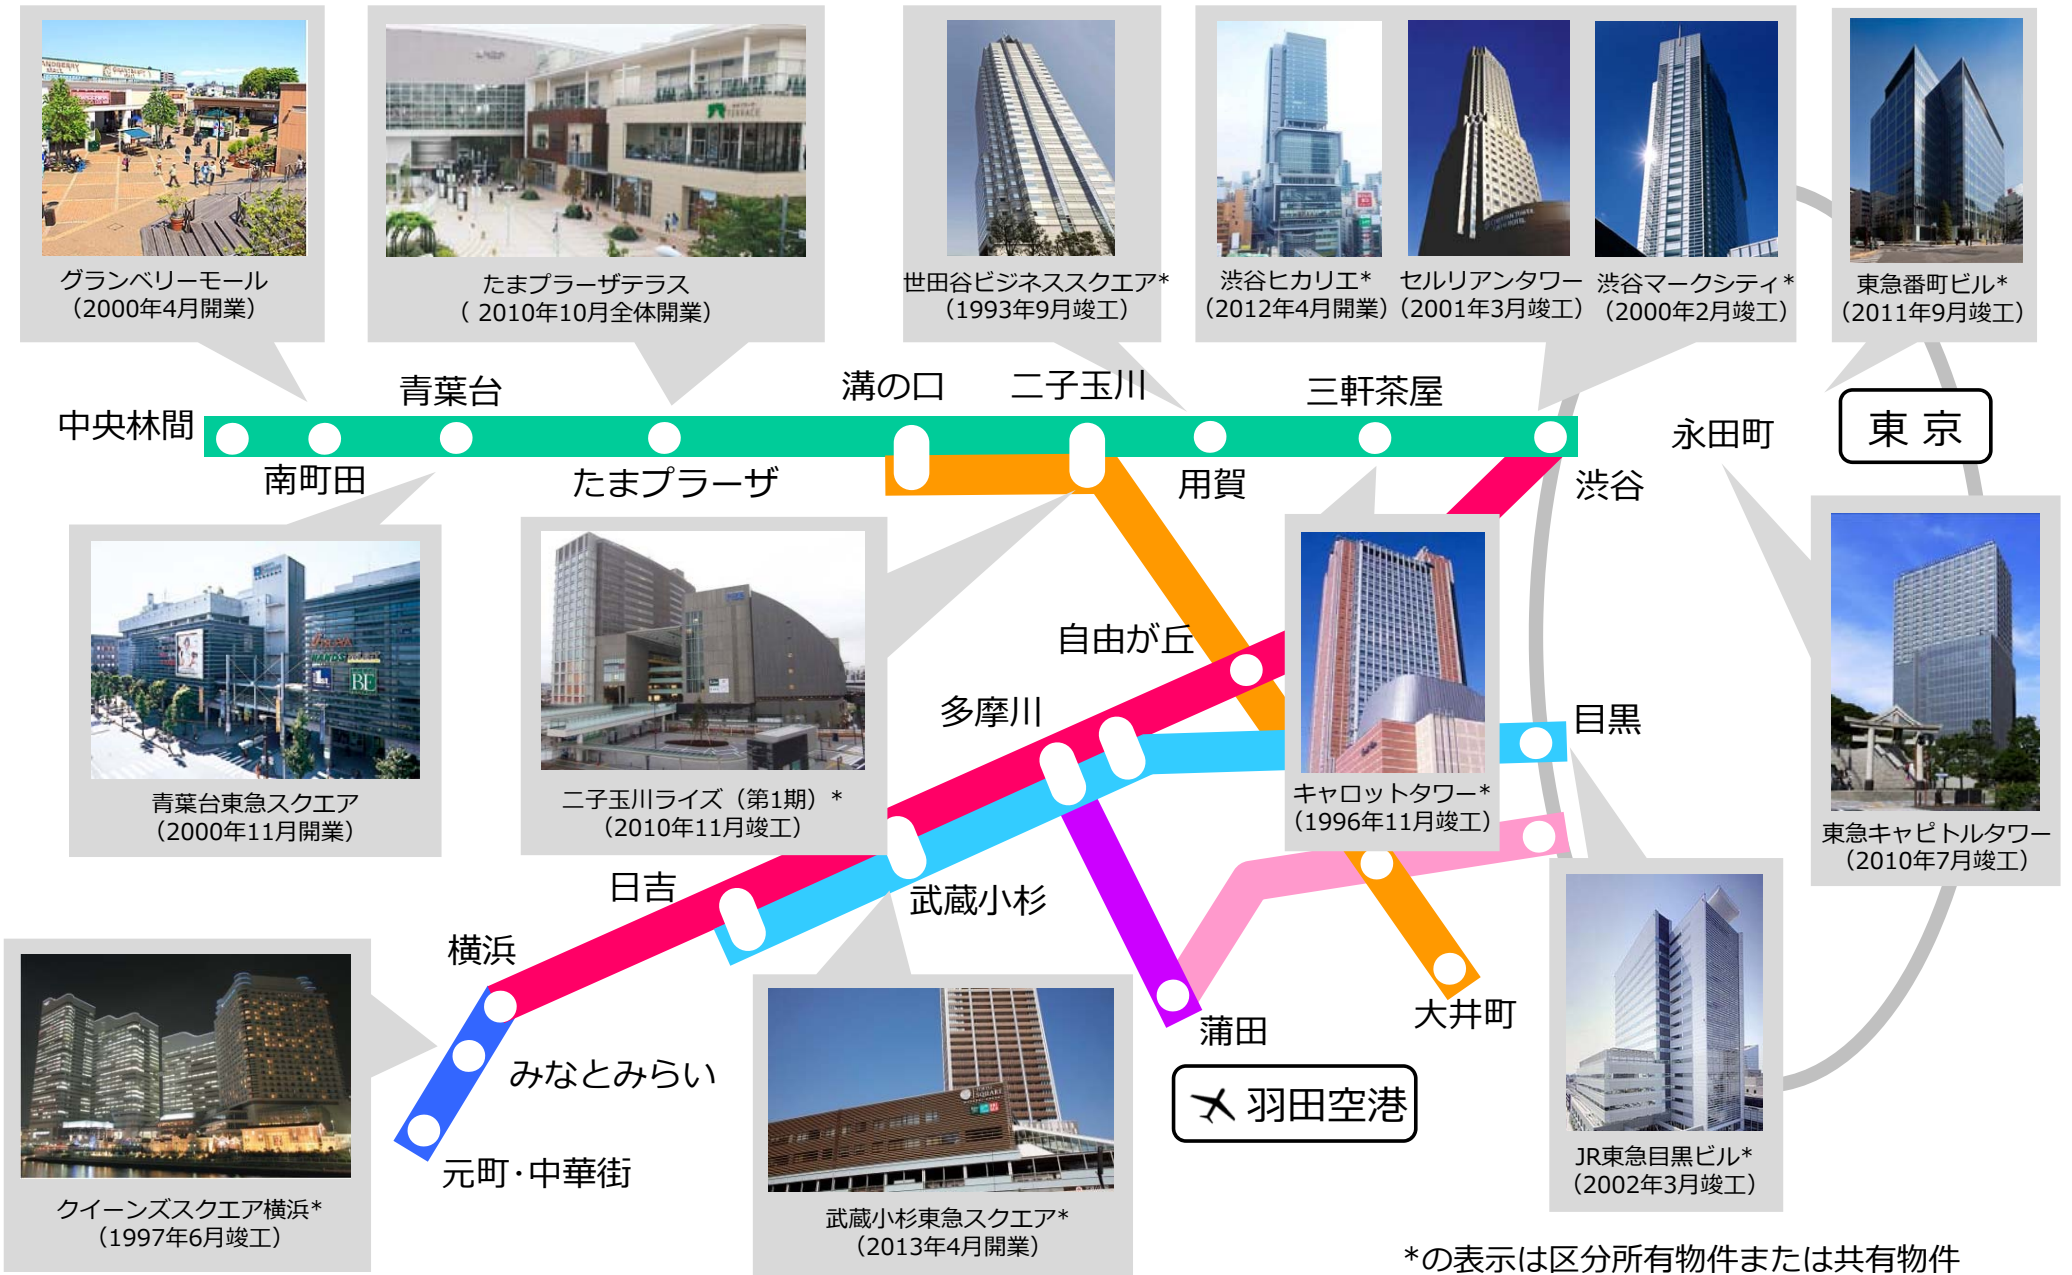 グランベリーモール
（2000年4月開業）
たまプラーザテラス
（ 2010年10月全体開業）
世田谷ビジネススクエア*
（1993年9月竣工）
渋谷ヒカリエ*
（2012年4月開業）
セルリアンタワー
（2001年3月竣工）
渋谷マークシティ*
（2000年2月竣工）
東急番町ビル*
（2011年9月竣工）
中央林間
南町田
青葉台
たまプラーザ
溝の口
二子玉川
用賀
三軒茶屋
渋谷
永田町
東 京
青葉台東急スクエア
（2000年11月開業）
二子玉川ライズ（第1期）*
（2010年11月竣工）
キャロットタワー*
（1996年11月竣工）
東急キャピトルタワー
（2010年7月竣工）
自由が丘
多摩川
目黒
日吉
武蔵小杉
横浜
みなとみらい
元町・中華街
蒲田
大井町
羽田空港
クイーンズスクエア横浜*
（1997年6月竣工）
SQUARE
武蔵小杉東急スクエア*
（2013年4月開業）
JR東急目黒ビル*
（2002年3月竣工）
*の表示は区分所有物件または共有物件